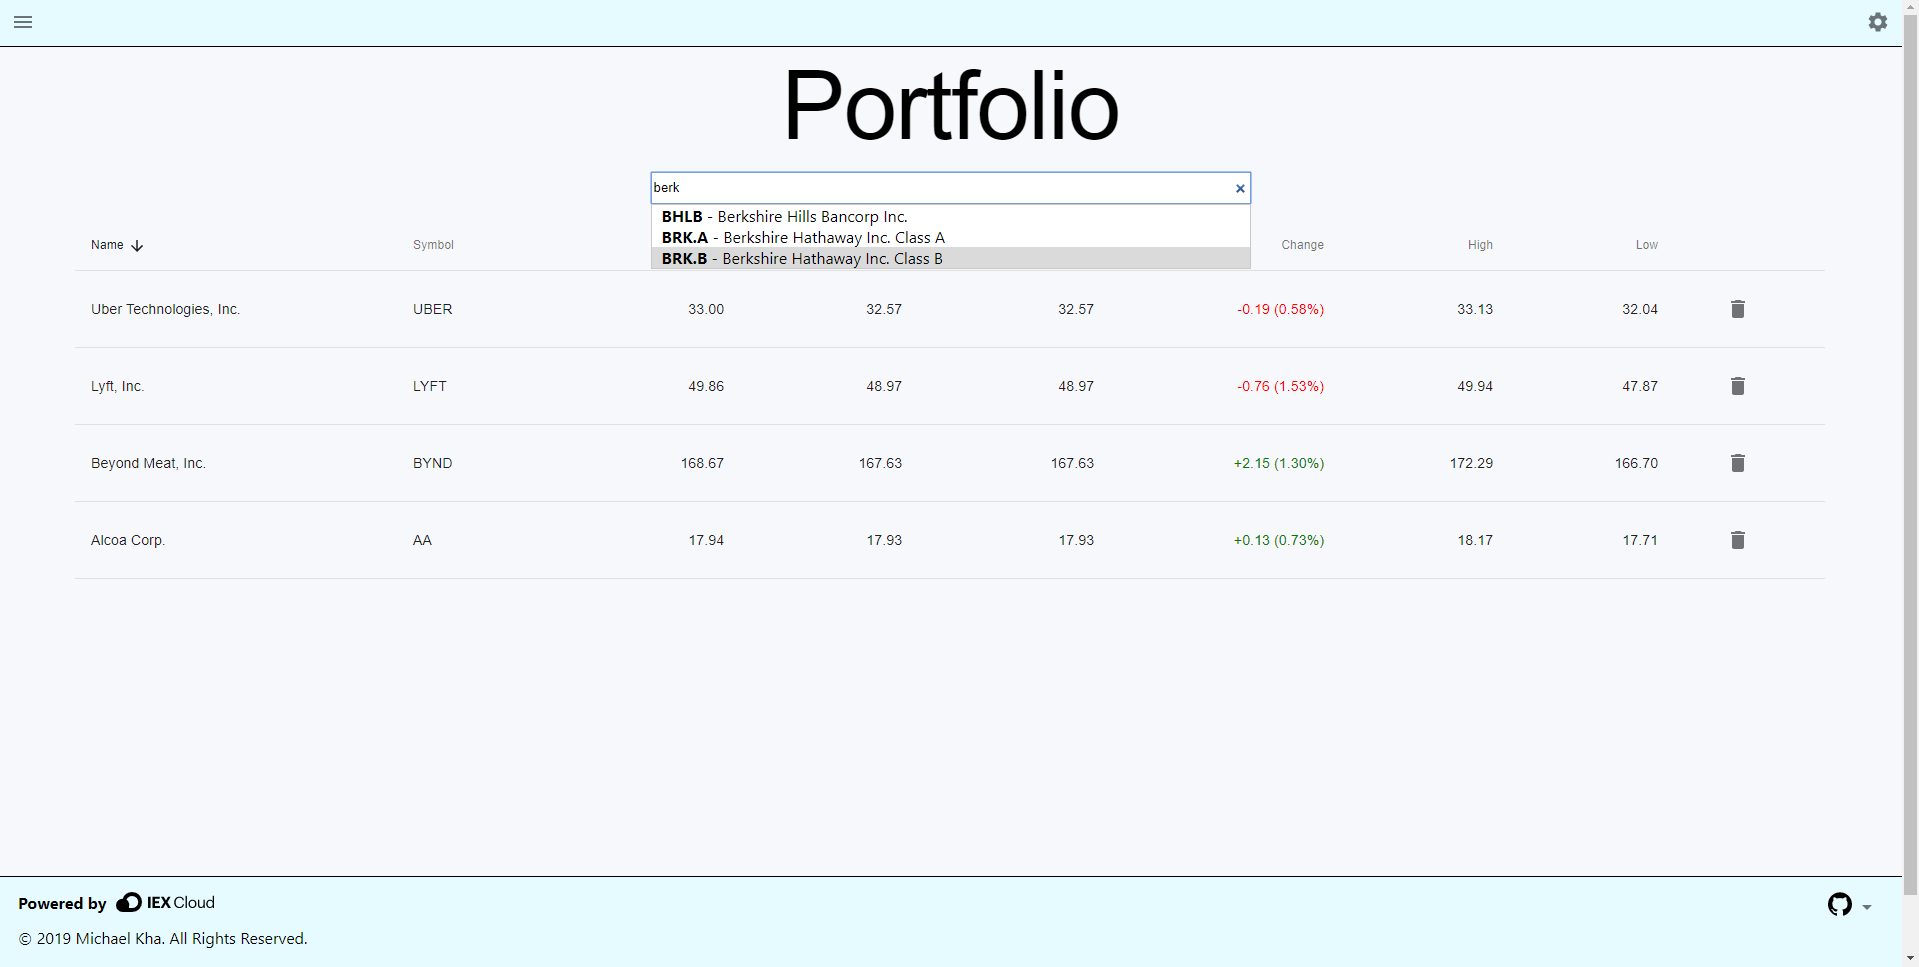 Portfolio
berk
BHLB - Berkshire Hills Bancorp Inc.
BRK.A - Berkshire Hathaway Inc. Class A
BRK.B - Berkshire Hathaway Inc. Class B
Name Symbol Change High Low
Uber Technologies, Inc. UBER 33.00 32.57 32.57 -0.19 (0.58%) 33.13 32.04
Lyft, Inc. LYFT 49.86 48.97 48.97 -0.76 (1.53%) 49.94 47.87
Beyond Meat, Inc. BYND 168.67 167.63 167.63 +2.15 (1.30%) 172.29 166.70
Alcoa Corp. AA 17.94 17.93 17.93 +0.13 (0.73%) 18.17 17.71
Powered by IEX Cloud
© 2019 Michael Kha. All Rights Reserved.